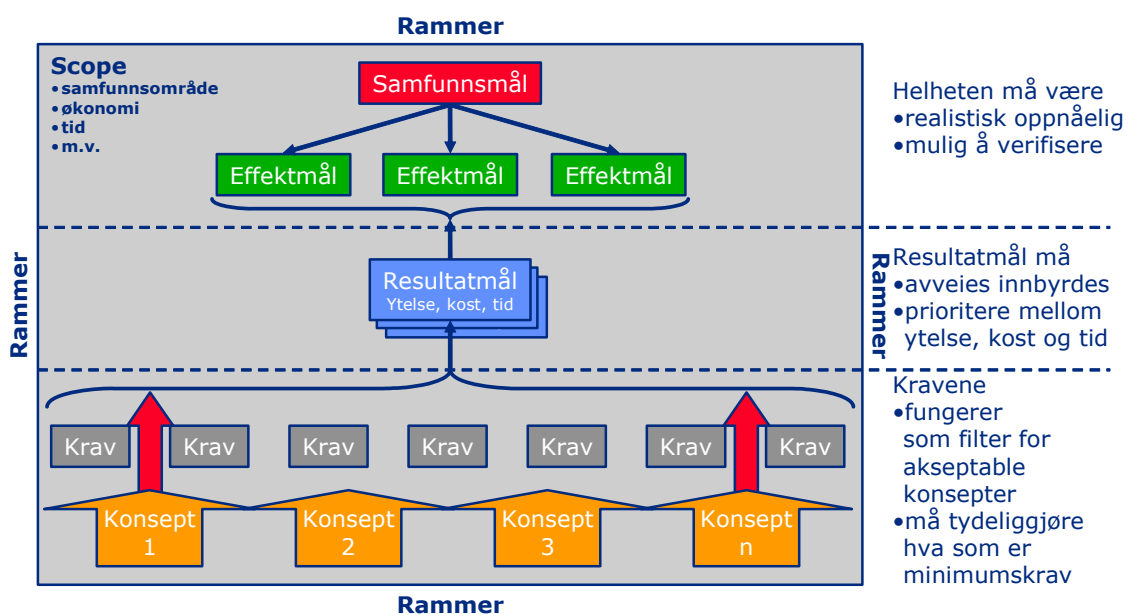 Rammer
Scope
•samfunnsområde
•økonomi
•tid
•m.v.
Samfunnsmål
Effektmål
Effektmål
Effektmål
Helheten må være
•realistisk oppnåelig
•mulig å verifisere
Rammer
Resultatmål
Ytelse, kost, tid
Rammer
Resultatmål må
•avveies innbyrdes
•prioritere mellom
ytelse, kost og tid
Krav
Krav
Krav
Krav
Krav
Krav
Krav
Konsept
1
Konsept
2
Konsept
3
Konsept
n
Kravene
•fungerer
som filter for
akseptable
konsepter
•må tydeliggjøre
hva som er
minimumskrav
Rammer